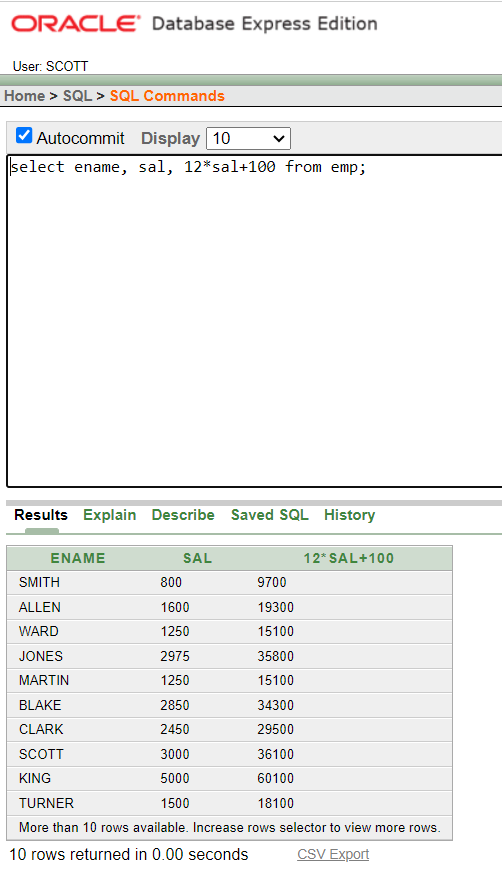 ORACLE Database Express Edition
User: SCOTT
Home > SQL > SQL Commands
Autocommit Display 10
select ename, sal, 12*sal+100 from emp;
Results Explain Describe Saved SQL History
ENAME SAL 12*SAL+100
SMITH 800 9700
ALLEN 1600 19300
WARD 1250 15100
JONES 2975 35800
MARTIN 1250 15100
BLAKE 2850 34300
CLARK 2450 29500
SCOTT 3000 36100
KING 5000 60100
TURNER 1500 18100
More than 10 rows available. Increase rows selector to view more rows.
10 rows returned in 0.00 seconds CSV Export